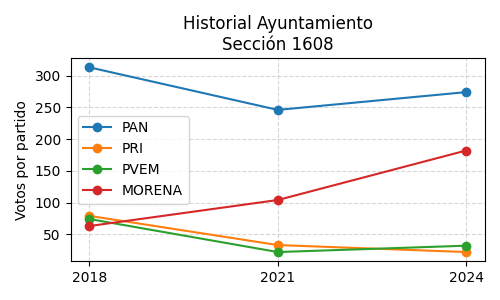 Historial Ayuntamiento
Sección 1608
Votos por partido
300
250
200
150
100
50
PAN
PRI
PVEM
MORENA
2018
2021
2024